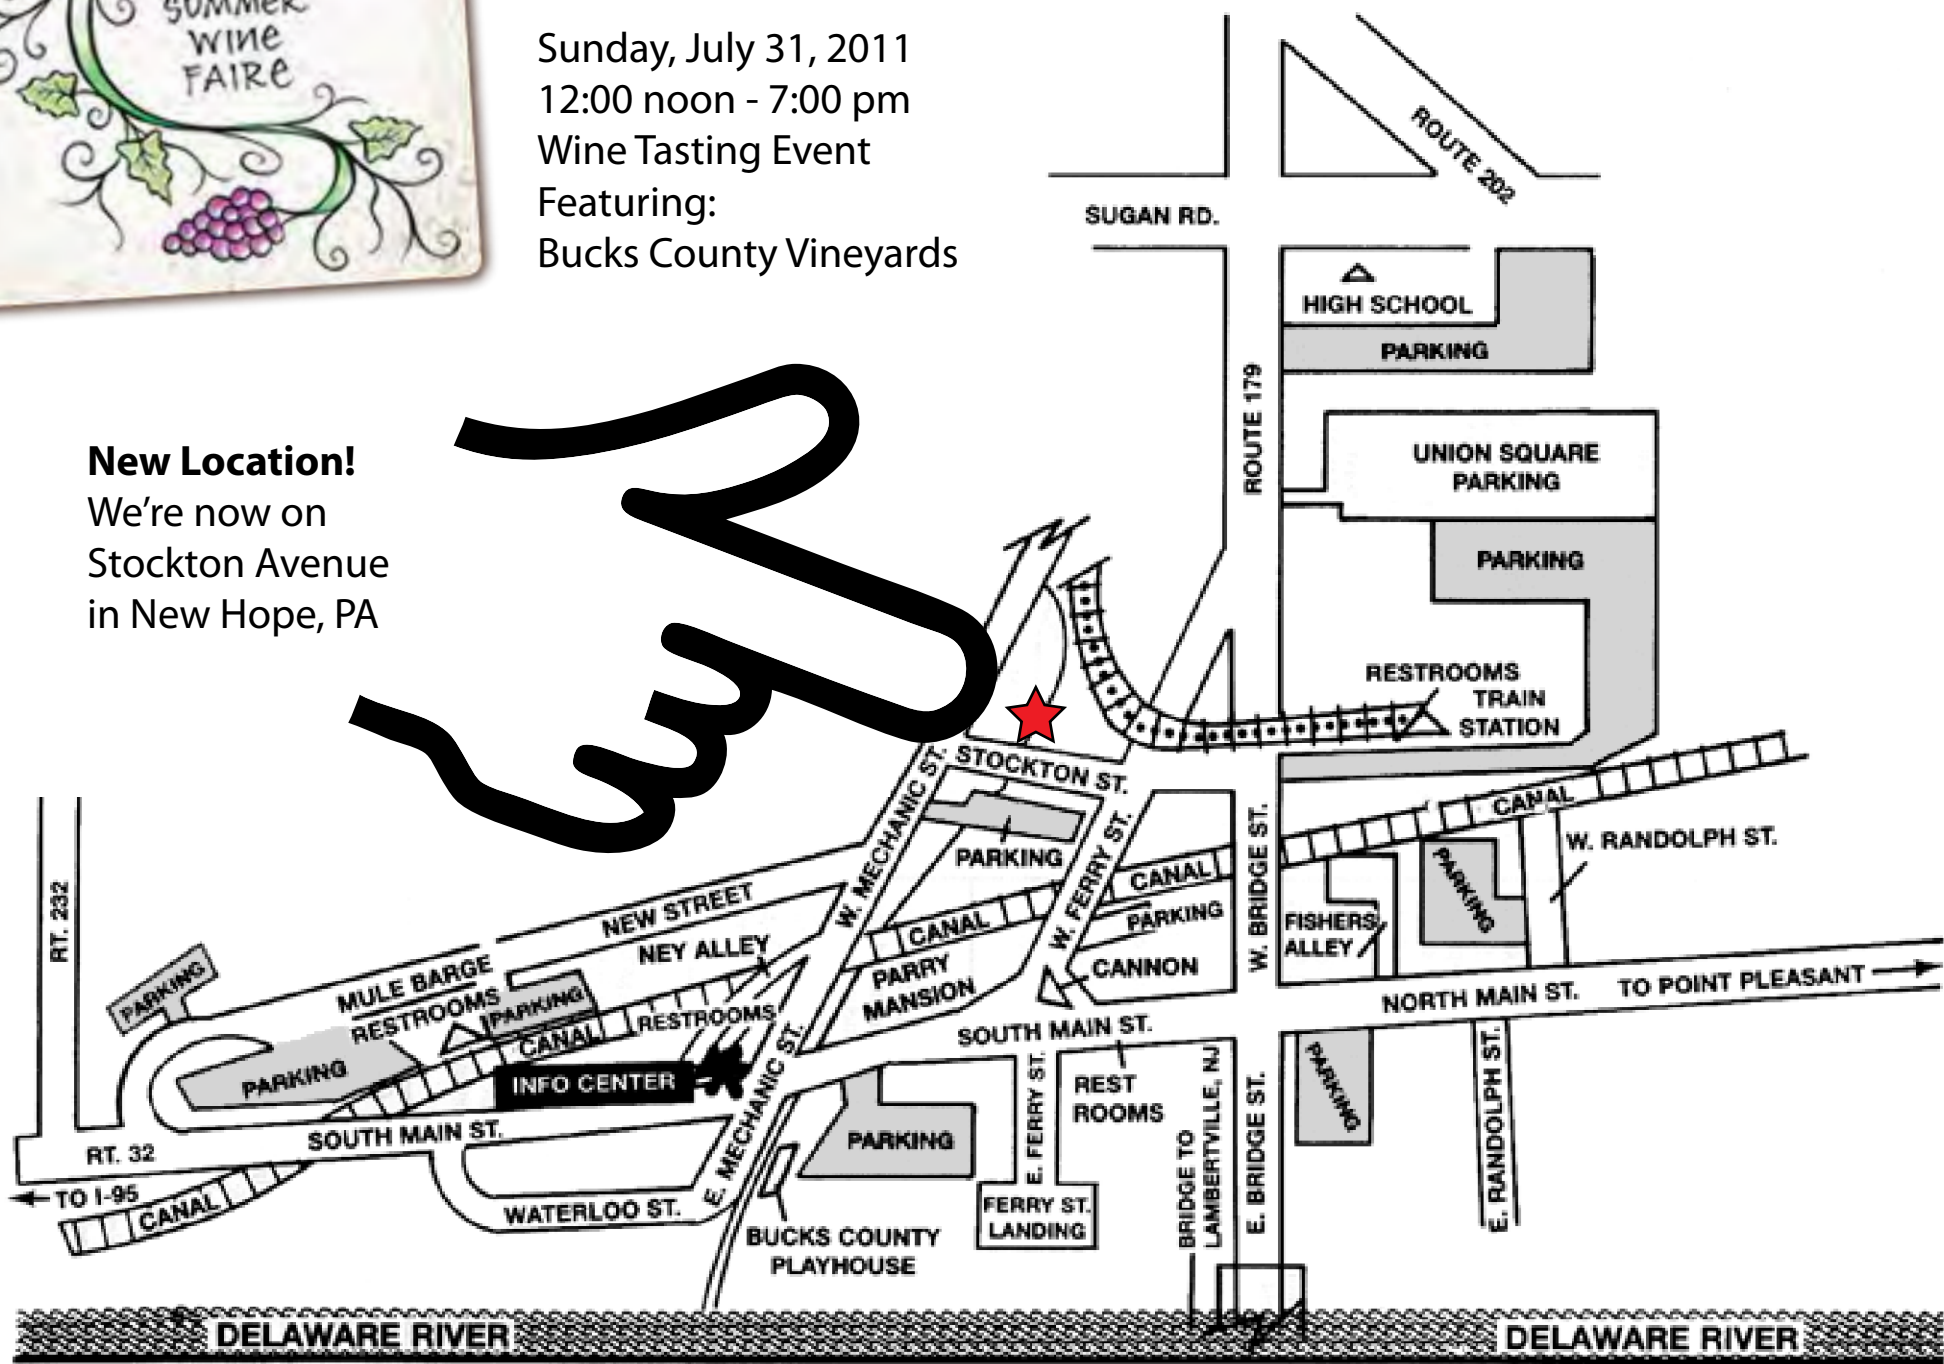 SUMMER
WINE
FAIRE
Sunday, July 31, 2011
12:00 noon - 7:00 pm
Wine Tasting Event
Featuring:
Bucks County Vineyards
New Location!
We're now on
Stockton Avenue
in New Hope, PA
ROUTE 202
SUGAN RD.
HIGH SCHOOL
PARKING
ROUTE 179
UNION SQUARE
PARKING
PARKING
RESTROOMS
TRAIN
STATION
STOCKTON ST.
W. MECHANIC ST.
PARKING
W. FERRY ST.
CANAL
CANAL
CANAL
W. BRIDGE ST.
W. RANDOLPH ST.
PARKING
PARKING
FISHERS
ALLEY
RT. 232
NEW STREET
NEY ALLEY
MULE BARGE
RESTROOMS
PARKING
PARKING
PARKING
CANAL
RESTROOMS
PARRY
MANSION
CANNON
NORTH MAIN ST.
TO POINT PLEASANT
SOUTH MAIN ST.
INFO CENTER
E. MECHANIC ST.
PARKING
E. FERRY ST.
REST
ROOMS
BRIDGE TO
LAMBERTVILLE, NJ
E. BRIDGE ST.
PARKING
E. RANDOLPH ST.
SOUTH MAIN ST.
RT. 32
TO I-95
CANAL
WATERLOO ST.
BUCKS COUNTY
PLAYHOUSE
FERRY ST.
LANDING
DELAWARE RIVER
DELAWARE RIVER